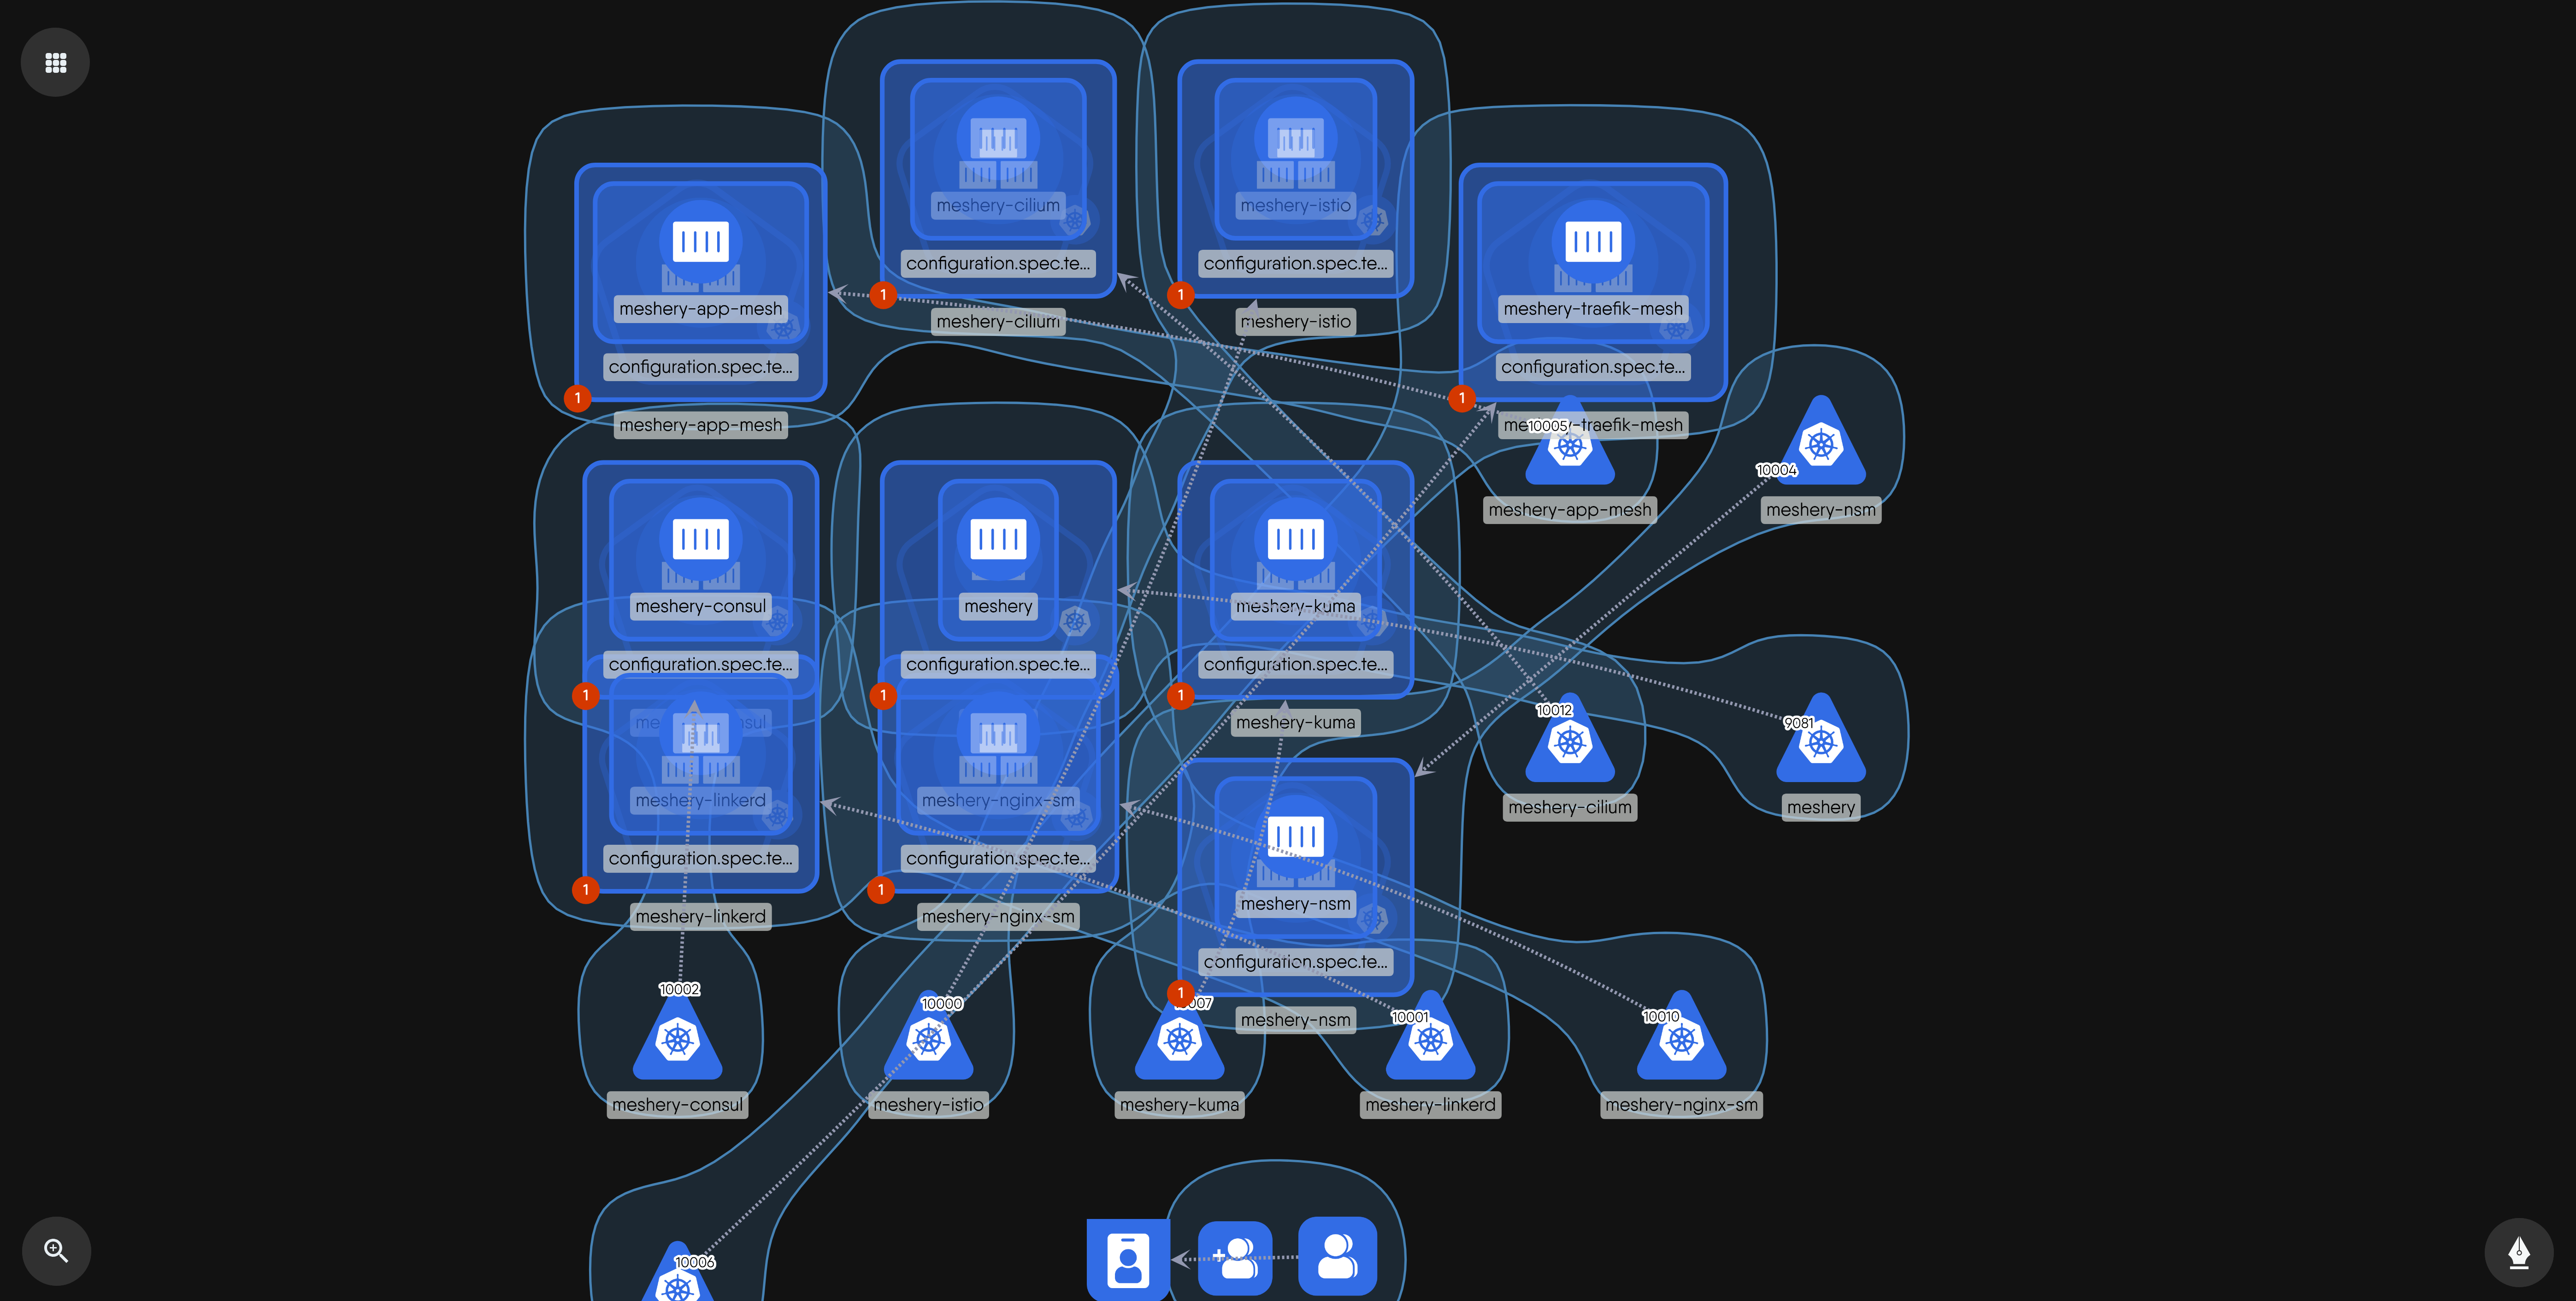 meshery-cilium
configuration.spec.te...
1
meshery-cilium
meshery-istio
configuration.spec.te...
1
meshery-istio
meshery-app-mesh
configuration.spec.te...
1
meshery-app-mesh
meshery-traefik-mesh
configuration.spec.te...
1
meshery-traefik-mesh
10005
meshery-app-mesh
10004
meshery-nsm
meshery-consul
configuration.spec.te...
1
meshery
configuration.spec.te...
1
meshery-kuma
configuration.spec.te...
1
meshery-kuma
10012
meshery-cilium
9081
meshery
meshery-linkerd
configuration.spec.te...
1
meshery-linkerd
meshery-nginx-sm
configuration.spec.te...
1
meshery-nginx-sm
meshery-nsm
configuration.spec.te...
1
meshery-nsm
10002
meshery-consul
10000
meshery-istio
meshery-kuma
10001
meshery-linkerd
10010
meshery-nginx-sm
10006